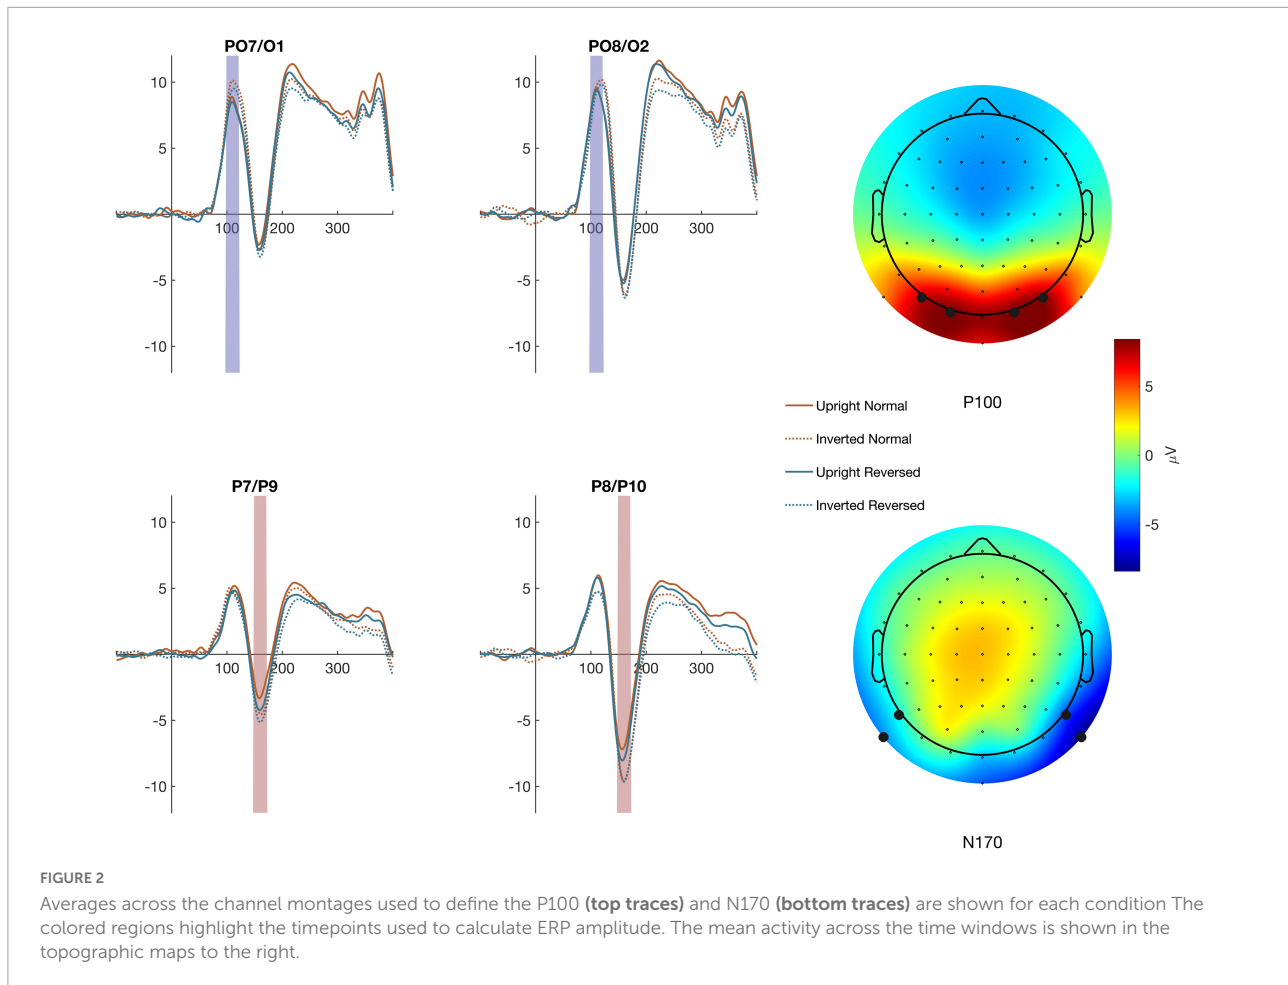 PO7/O1
10
5
-5
-10
100
200
300
PO8/O2
10
5
-5
-10
100
200
300
P100
Upright Normal
Inverted Normal
Upright Reversed
Inverted Reversed
5
0
-5
μV
P7/P9
10
5
-5
-10
100
200
300
P8/P10
10
5
-5
-10
100
200
300
N170
FIGURE 2
Averages across the channel montages used to define the P100 (top traces) and N170 (bottom traces) are shown for each condition The
colored regions highlight the timepoints used to calculate ERP amplitude. The mean activity across the time windows is shown in the
topographic maps to the right.